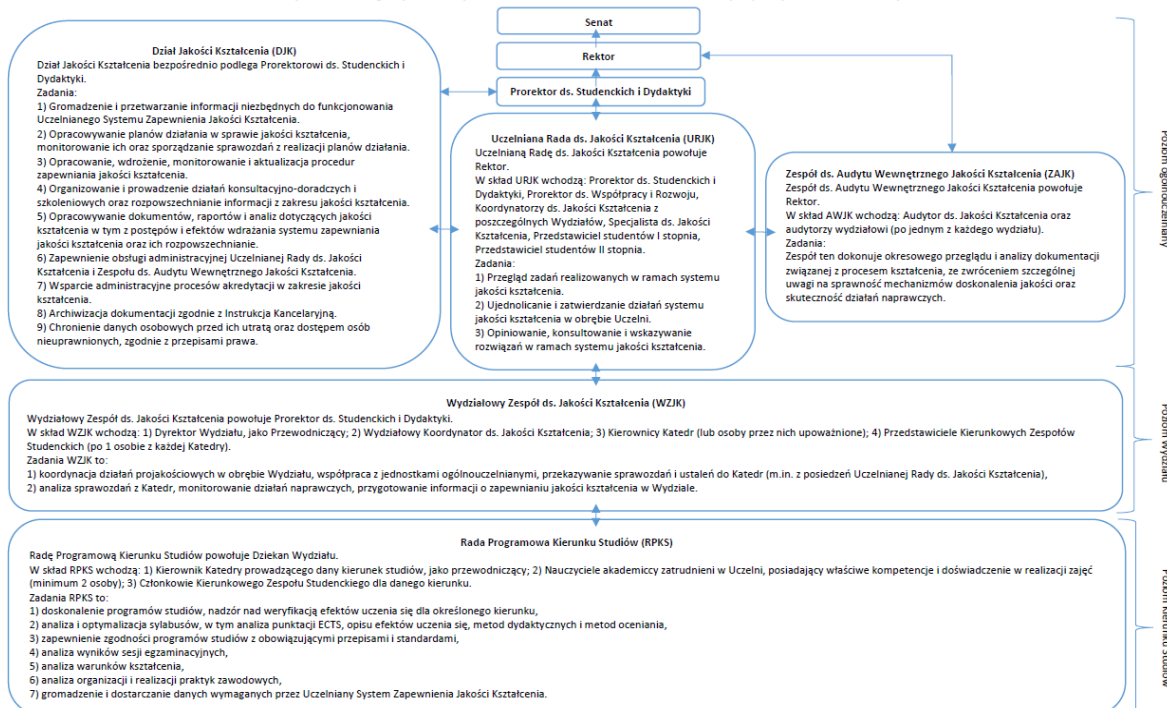 Senat
Rektor
Prorektor ds. Studenckich i Dydaktyki
Dział Jakości Kształcenia (DJK)
Dział Jakości Kształcenia bezpośrednio podlega Prorektorowi ds. Studenckich i
Dydaktyki.
Zadania:
1) Gromadzenie i przetwarzanie informacji niezbędnych do funkcjonowania
Uczelnianego Systemu Zapewnienia Jakości Kształcenia.
2) Opracowywanie planów działania w sprawie jakości kształcenia,
monitorowanie ich oraz sporządzanie sprawozdań z realizacji planów działania.
3) Opracowanie, wdrożenie, monitorowanie i aktualizacja procedur
zapewniania jakości kształcenia.
4) Organizowanie i prowadzenie działań konsultacyjno-doradczych i
szkoleniowych oraz rozpowszechnianie informacji z zakresu jakości kształcenia.
5) Opracowywanie dokumentów, raportów i analiz dotyczących jakości
kształcenia w tym z postępów i efektów wdrażania systemu zapewniania
jakości kształcenia oraz ich rozpowszechnianie.
6) Zapewnienie obsługi administracyjnej Uczelnianej Rady ds. Jakości
Kształcenia i Zespołu ds. Audytu Wewnętrznego Jakości Kształcenia.
7) Wsparcie administracyjne procesów akredytacji w zakresie jakości
kształcenia.
8) Archiwizacja dokumentacji zgodnie z Instrukcja Kancelaryjną.
9) Chronienie danych osobowych przed ich utratą oraz dostępem osób
nieuprawnionych, zgodnie z przepisami prawa.
Uczelniana Rada ds. Jakości Kształcenia (URJK)
Uczelnianą Radę ds. Jakości Kształcenia powołuje
Rektor.
W skład URJK wchodzą: Prorektor ds. Studenckich i
Dydaktyki, Prorektor ds. Współpracy i Rozwoju,
Koordynatorzy ds. Jakości Kształcenia z
poszczególnych Wydziałów, Specjalista ds. Jakości
Kształcenia, Przedstawiciel studentów I stopnia,
Przedstawiciel studentów II stopnia.
Zadania:
1) Przegląd zadań realizowanych w ramach systemu
jakości kształcenia.
2) Ujednolicanie i zatwierdzanie działań systemu
jakości kształcenia w obrębie Uczelni.
3) Opiniowanie, konsultowanie i wskazywanie
rozwiązań w ramach systemu jakości kształcenia.
Zespół ds. Audytu Wewnętrznego Jakości Kształcenia (ZAJK)
Zespół ds. Audytu Wewnętrznego Jakości Kształcenia powołuje
Rektor.
W skład AWJK wchodzą: Audytor ds. Jakości Kształcenia oraz
audytorzy wydziałowi (po jednym z każdego wydziału).
Zadania:
Zespół ten dokonuje okresowego przeglądu i analizy dokumentacji
związanej z procesem kształcenia, ze zwróceniem szczególnej
uwagi na sprawność mechanizmów doskonalenia jakości oraz
skuteczność działań naprawczych.
Poziom ogólnouczelniany
Wydziałowy Zespół ds. Jakości Kształcenia (WZJK)
Wydziałowy Zespół ds. Jakości Kształcenia powołuje Prorektor ds. Studenckich i Dydaktyki.
W skład WZJK wchodzą: 1) Dyrektor Wydziału, jako Przewodniczący; 2) Wydziałowy Koordynator ds. Jakości Kształcenia; 3) Kierownicy Katedr (lub osoby przez nich upoważnione); 4) Przedstawiciele Kierunkowych Zespołów
Studenckich (po 1 osobie z każdej Katedry).
Zadania WZJK to:
1) koordynacja działań projakościowych w obrębie Wydziału, współpraca z jednostkami ogólnouczelnianymi, przekazywanie sprawozdań i ustaleń do Katedr (m.in. z posiedzeń Uczelnianej Rady ds. Jakości Kształcenia),
2) analiza sprawozdań z Katedr, monitorowanie działań naprawczych, przygotowanie informacji o zapewnianiu jakości kształcenia w Wydziale.
Poziom Wydziału
Rada Programowa Kierunku Studiów (RPKS)
Radę Programową Kierunku Studiów powołuje Dziekan Wydziału.
W skład RPKS wchodzą: 1) Kierownik Katedry prowadzącego dany kierunek studiów, jako przewodniczący; 2) Nauczyciele akademiccy zatrudnieni w Uczelni, posiadający właściwe kompetencje i doświadczenie w realizacji zajęć
(minimum 2 osoby); 3) Członkowie Kierunkowego Zespołu Studenckiego dla danego kierunku.
Zadania RPKS to:
1) doskonalenie programów studiów, nadzór nad weryfikacją efektów uczenia się dla określonego kierunku,
2) analiza i optymalizacja sylabusów, w tym analiza punktacji ECTS, opisu efektów uczenia się, metod dydaktycznych i metod oceniania,
3) zapewnienie zgodności programów studiów z obowiązującymi przepisami i standardami,
4) analiza wyników sesji egzaminacyjnych,
5) analiza warunków kształcenia,
6) analiza organizacji i realizacji praktyk zawodowych,
7) gromadzenie i dostarczanie danych wymaganych przez Uczelniany System Zapewnienia Jakości Kształcenia.
Poziom kierunku studiów